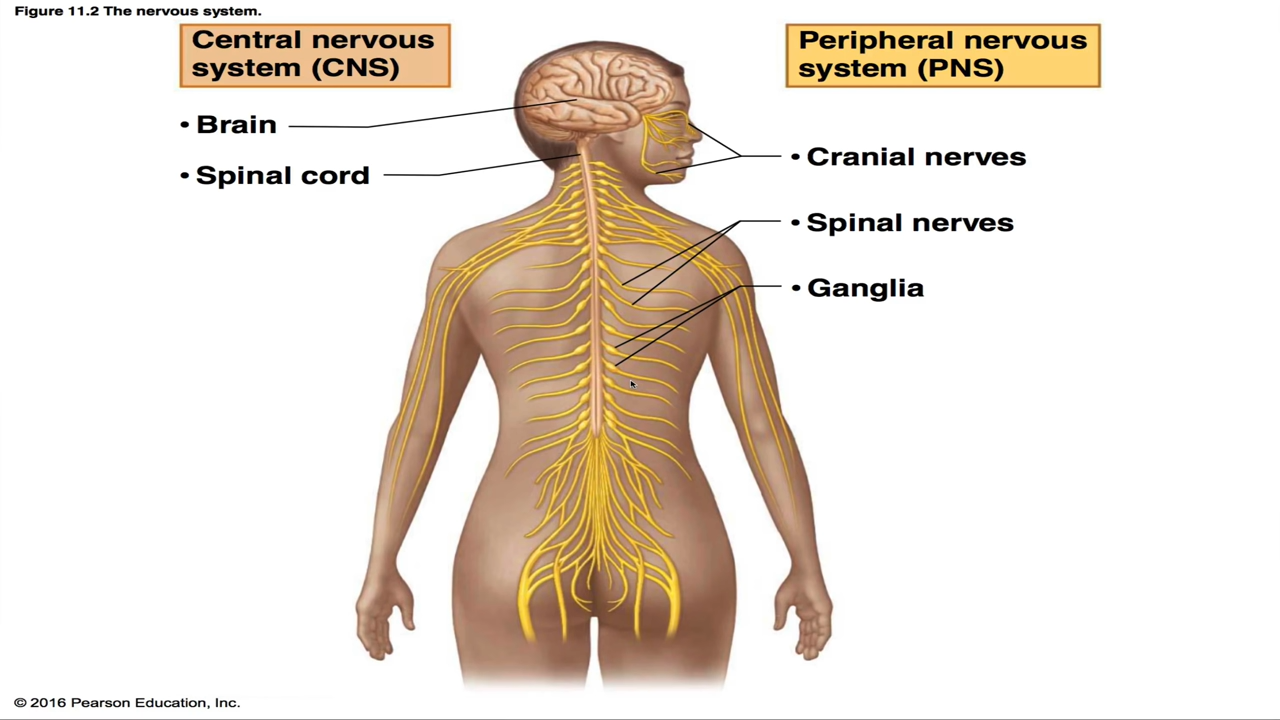 Figure 11.2 The nervous system.
Central nervous
system (CNS)
• Brain
• Spinal cord
Peripheral nervous
system (PNS)
• Cranial nerves
• Spinal nerves
• Ganglia
© 2016 Pearson Education, Inc.